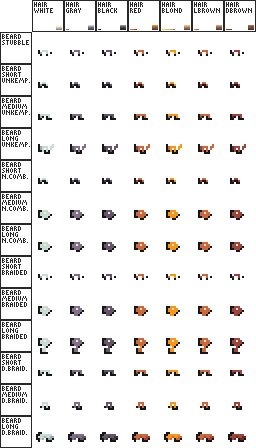 HAIR WHITE
HAIR GRAY
HAIR BLACK
HAIR RED
HAIR BLOND
HAIR LBROWN
HAIR DBROWN
BEARD STUBBLE
BEARD SHORT UNKEMP.
BEARD MEDIUM UNKEMP.
BEARD LONG UNKEMP.
BEARD SHORT N.COMB.
BEARD MEDIUM N.COMB.
BEARD LONG N.COMB.
BEARD SHORT BRAIDED
BEARD MEDIUM BRAIDED
BEARD LONG BRAIDED
BEARD SHORT D.BRAID.
BEARD MEDIUM D.BRAID.
BEARD LONG D.BRAID.